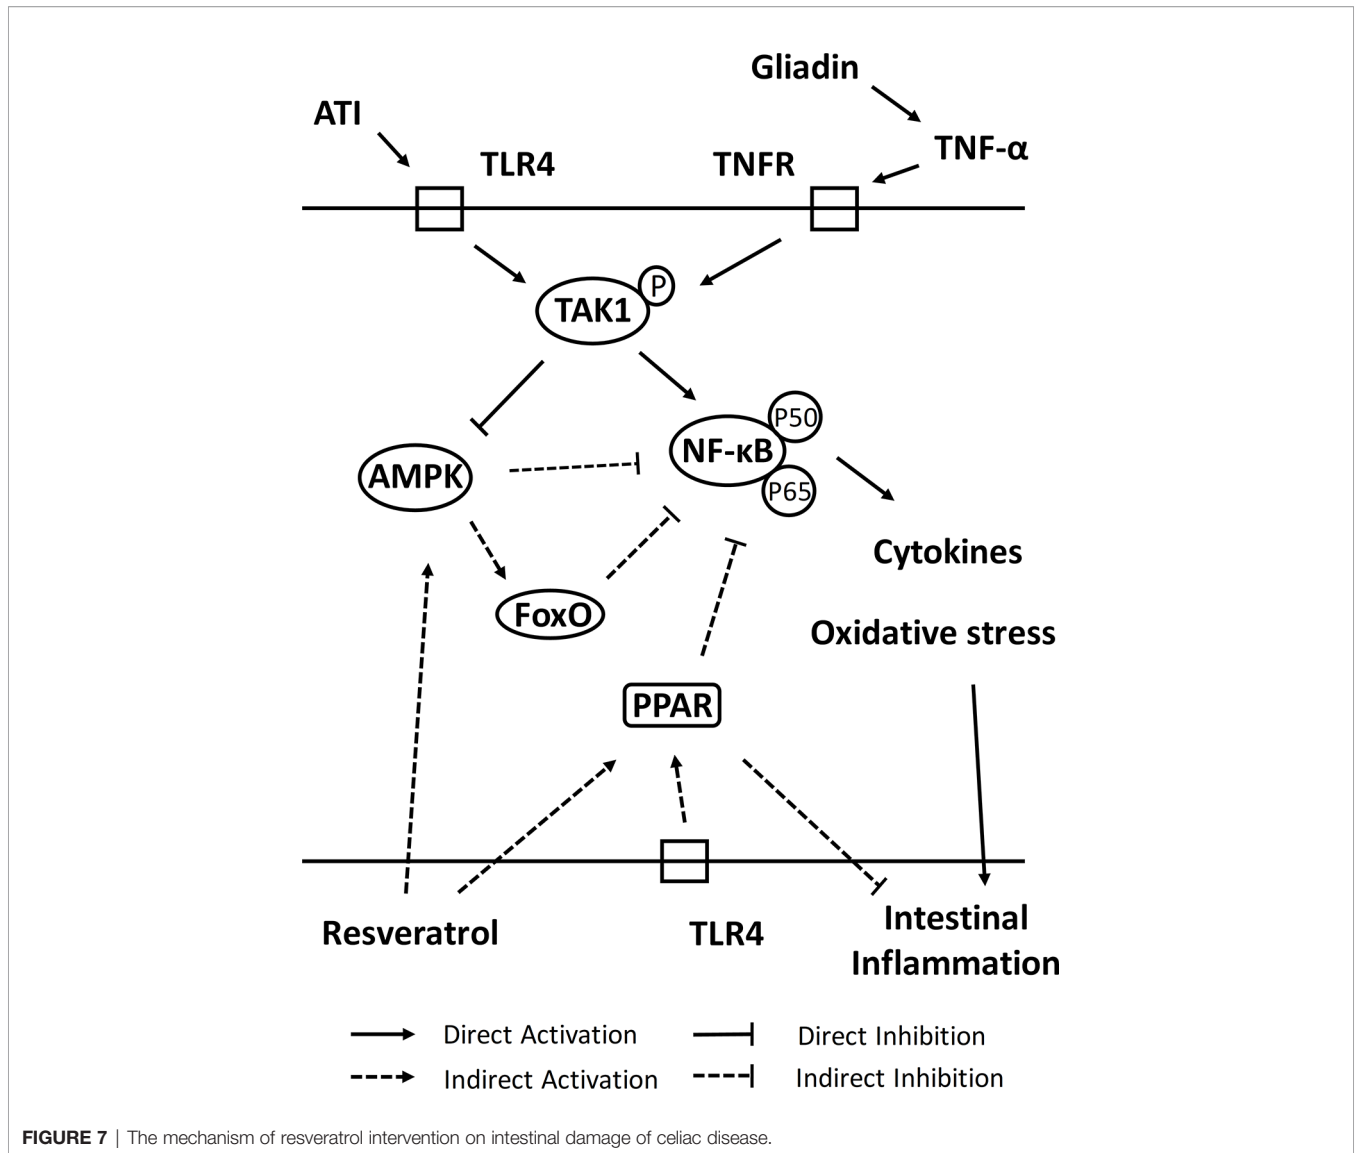 Gliadin
ATI
TNF-α
TLR4
TNFR
P
TAK1
P50
NF-κB
AMPK
P65
Cytokines
FoxO
Oxidative stress
PPAR
Resveratrol
TLR4
Intestinal
Inflammation
Direct Activation
Direct Inhibition
Indirect Activation
Indirect Inhibition
FIGURE 7 | The mechanism of resveratrol intervention on intestinal damage of celiac disease.